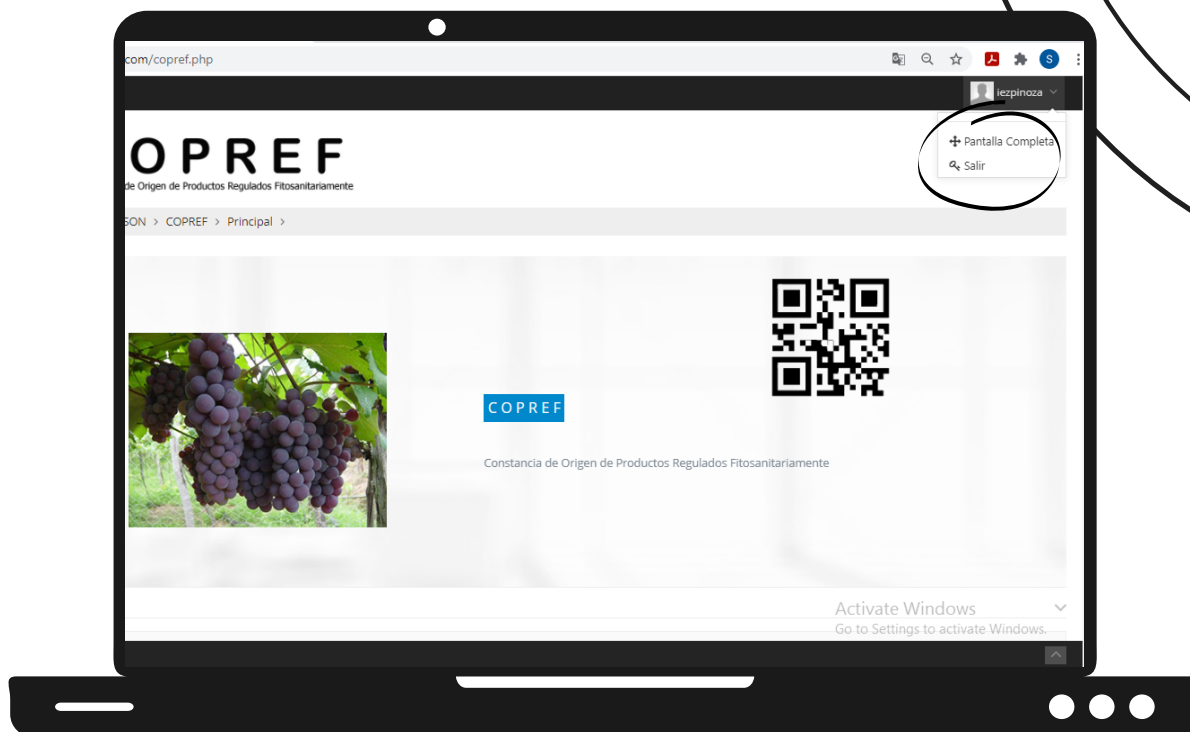 com/copref.php
S
iezpinoza
Pantalla Completa
Salir
OPREF
de Origen de Productos Regulados Fitosanitariamente
SON > COPREF > Principal >
COPREF
Constancia de Origen de Productos Regulados Fitosanitariamente
Activate Windows
Go to Settings to activate Windows.